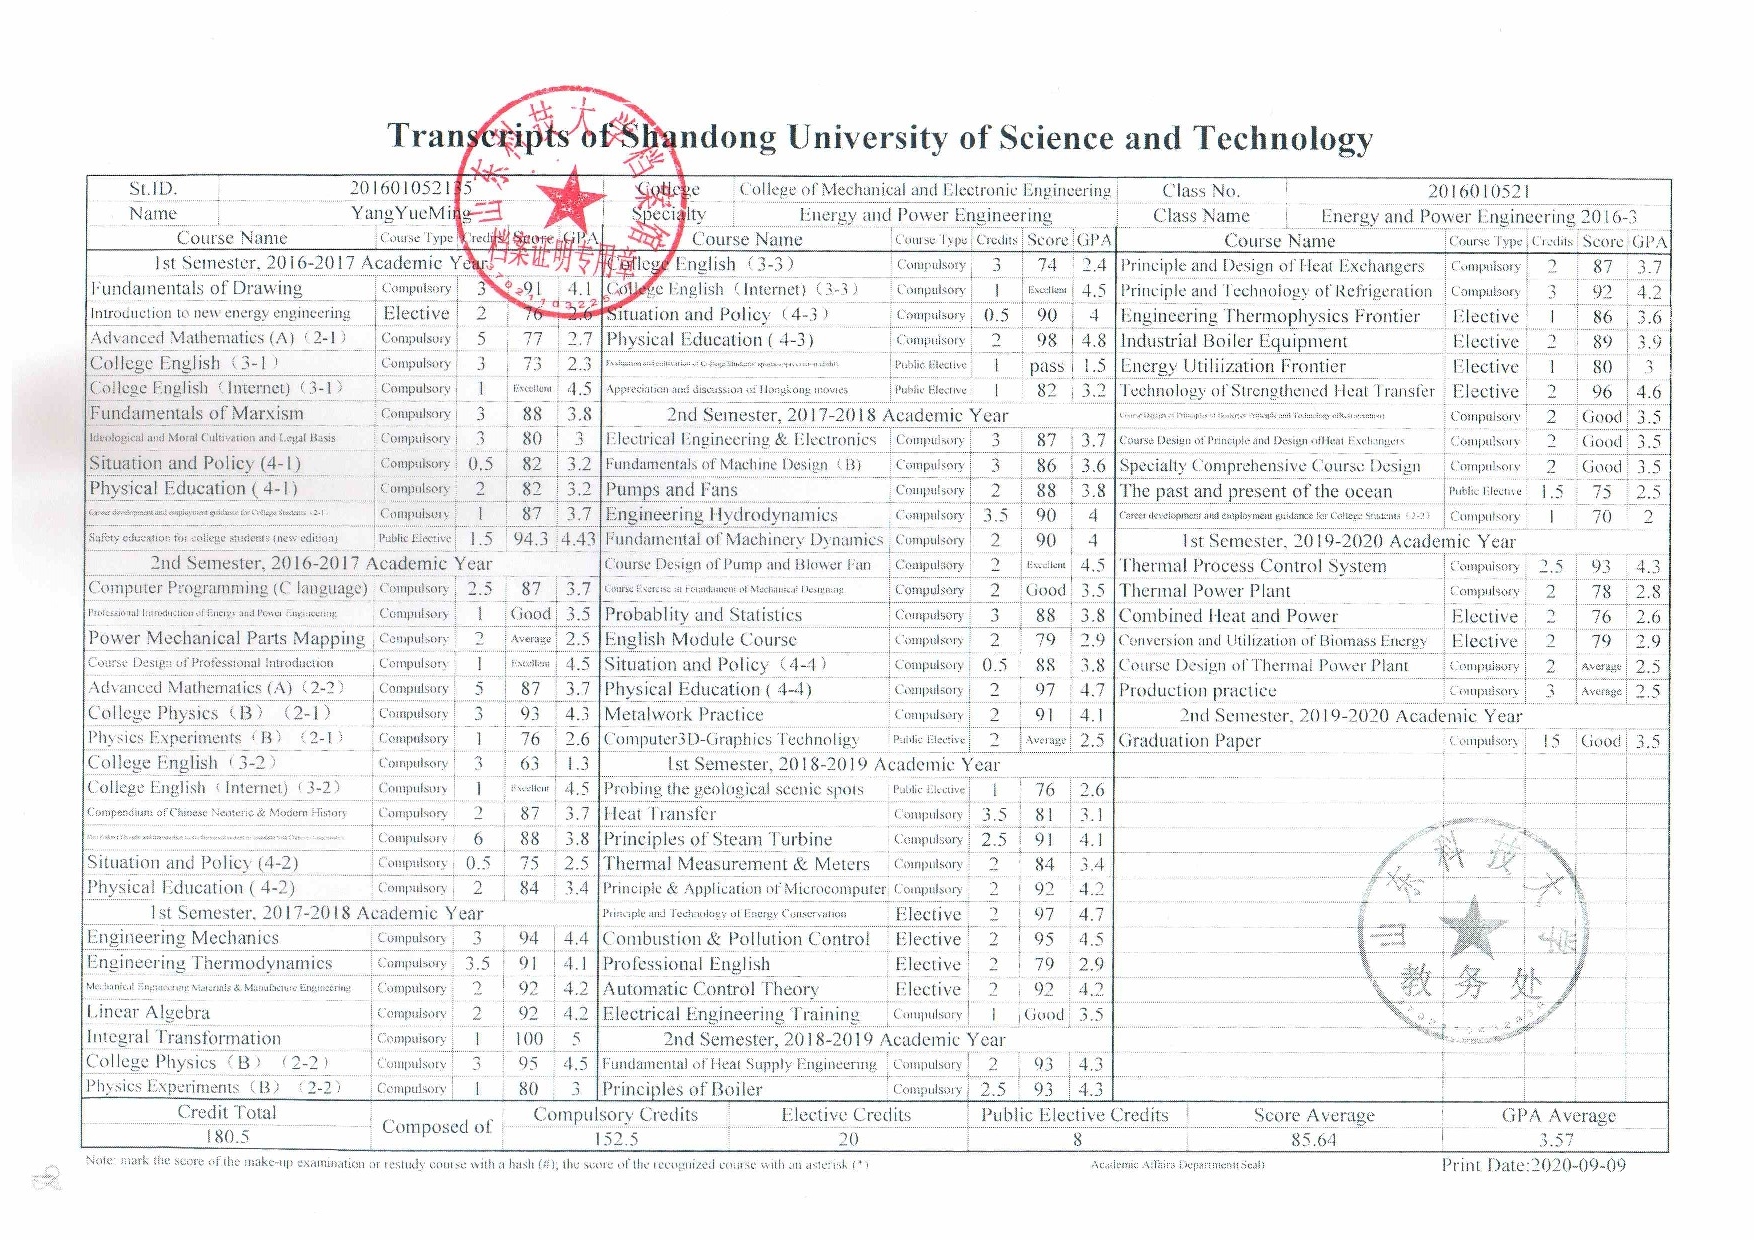 Transcripts of Shandong University of Science and Technology
St.ID. 201601052135 College College of Mechanical and Electronic Engineering Class No. 2016010521
Name YangYueMing Specialty Energy and Power Engineering Class Name Energy and Power Engineering 2016-3
Course Name Course Type Credits Score GPA Course Name Course Type Credits Score GPA Course Name Course Type Credits Score GPA
1st Semester, 2016-2017 Academic Year
Fundamentals of Drawing Compulsory 3 91 4.1
Introduction to new energy engineering Elective 2 76 2.6
Advanced Mathematics (A) (2-1) Compulsory 5 77 2.7
College English (3-1) Compulsory 3 73 2.3
College English (Internet) (3-1) Compulsory 1 Excellent 4.5
Fundamentals of Marxism Compulsory 3 88 3.8
Ideological and Moral Cultivation and Legal Basis Compulsory 3 80 3
Situation and Policy (4-1) Compulsory 0.5 82 3.2
Physical Education ( 4-1) Compulsory 2 82 3.2
Career development and employment guidance for College Students (2-1 Compulsory 1 87 3.7
Safety education for college students (new edition) Public Elective 1.5 94.3 4.43
2nd Semester, 2016-2017 Academic Year
Computer Programming (C language) Compulsory 2.5 87 3.7
Professional Introduction of Energy and Power Engineering Compulsory 1 Good 3.5
Power Mechanical Parts Mapping Compulsory 2 Average 2.5
Course Design of Professional Introduction Compulsory 1 Excellent 4.5
Advanced Mathematics (A) (2-2) Compulsory 5 87 3.7
College Physics (B) (2-1) Compulsory 3 93 4.3
Physics Experiments (B) (2-1) Compulsory 1 76 2.6
College English (3-2) Compulsory 3 63 1.3
College English (Internet) (3-2) Compulsory 1 Excellent 4.5
Compendium of Chinese Neoteric & Modern History Compulsory 2 87 3.7
Compulsory 6 88 3.8
Situation and Policy (4-2) Compulsory 0.5 75 2.5
Physical Education ( 4-2) Compulsory 2 84 3.4
1st Semester, 2017-2018 Academic Year
Engineering Mechanics Compulsory 3 94 4.4
Engineering Thermodynamics Compulsory 3.5 91 4.1
Mechanical Engineering Materials & Manufacture Engineering Compulsory 2 92 4.2
Linear Algebra Compulsory 2 92 4.2
Integral Transformation Compulsory 1 100 5
College Physics (B) (2-2) Compulsory 3 95 4.5
Physics Experiments (B) (2-2) Compulsory 1 80 3
College English (3-3) Compulsory 3 74 2.4
College English (Internet) (3-3) Compulsory 1 Excellent 4.5
Situation and Policy (4-3) Compulsory 0.5 90 4
Physical Education ( 4-3) Compulsory 2 98 4.8
Public Elective 1 pass 1.5
Appreciation and discussion of Hongkong movies Public Elective 1 82 3.2
2nd Semester, 2017-2018 Academic Year
Electrical Engineering & Electronics Compulsory 3 87 3.7
Fundamentals of Machine Design (B) Compulsory 3 86 3.6
Pumps and Fans Compulsory 2 88 3.8
Engineering Hydrodynamics Compulsory 3.5 90 4
Fundamental of Machinery Dynamics Compulsory 2 90 4
Course Design of Pump and Blower Fan Compulsory 2 Excellent 4.5
Course Exercise in Fundament of Mechanical Designing Compulsory 2 Good 3.5
Probablity and Statistics Compulsory 3 88 3.8
English Module Course Compulsory 2 79 2.9
Situation and Policy (4-4) Compulsory 0.5 88 3.8
Physical Education ( 4-4) Compulsory 2 97 4.7
Metalwork Practice Compulsory 2 91 4.1
Computer3D-Graphics Technoligy Public Elective 2 Average 2.5
1st Semester, 2018-2019 Academic Year
Probing the geological scenic spots Public Elective 1 76 2.6
Heat Transfer Compulsory 3.5 81 3.1
Principles of Steam Turbine Compulsory 2.5 91 4.1
Thermal Measurement & Meters Compulsory 2 84 3.4
Principle & Application of Microcomputer Compulsory 2 92 4.2
Principle and Technology of Energy Conservation Elective 2 97 4.7
Combustion & Pollution Control Elective 2 95 4.5
Professional English Elective 2 79 2.9
Automatic Control Theory Elective 2 92 4.2
Electrical Engineering Training Compulsory 1 Good 3.5
2nd Semester, 2018-2019 Academic Year
Fundamental of Heat Supply Engineering Compulsory 2 93 4.3
Principles of Boiler Compulsory 2.5 93 4.3
Principle and Design of Heat Exchangers Compulsory 2 87 3.7
Principle and Technology of Refrigeration Compulsory 3 92 4.2
Engineering Thermophysics Frontier Elective 1 86 3.6
Industrial Boiler Equipment Elective 2 89 3.9
Energy Utiliization Frontier Elective 1 80 3
Technology of Strengthened Heat Transfer Elective 2 96 4.6
Compulsory 2 Good 3.5
Course Design of Principle and Design of Heat Exchangers Compulsory 2 Good 3.5
Specialty Comprehensive Course Design Compulsory 2 Good 3.5
The past and present of the ocean Public Elective 1.5 75 2.5
Career development and employment guidance for College Students (2-2) Compulsory 1 70 2
1st Semester, 2019-2020 Academic Year
Thermal Process Control System Compulsory 2.5 93 4.3
Thermal Power Plant Compulsory 2 78 2.8
Combined Heat and Power Elective 2 76 2.6
Conversion and Utilization of Biomass Energy Elective 2 79 2.9
Course Design of Thermal Power Plant Compulsory 2 Average 2.5
Production practice Compulsory 3 Average 2.5
2nd Semester, 2019-2020 Academic Year
Graduation Paper Compulsory 15 Good 3.5
山东科技大学档案馆
档案证明专用章
山东科技大学
教务处
Credit Total Composed of Compulsory Credits Elective Credits Public Elective Credits Score Average GPA Average
180.5 152.5 20 8 85.64 3.57
Note: mark the score of the make-up examination or restudy course with a hash (#); the score of the recognized course with an asterisk (*)
Academic Affairs Department(Seal)
Print Date:2020-09-09